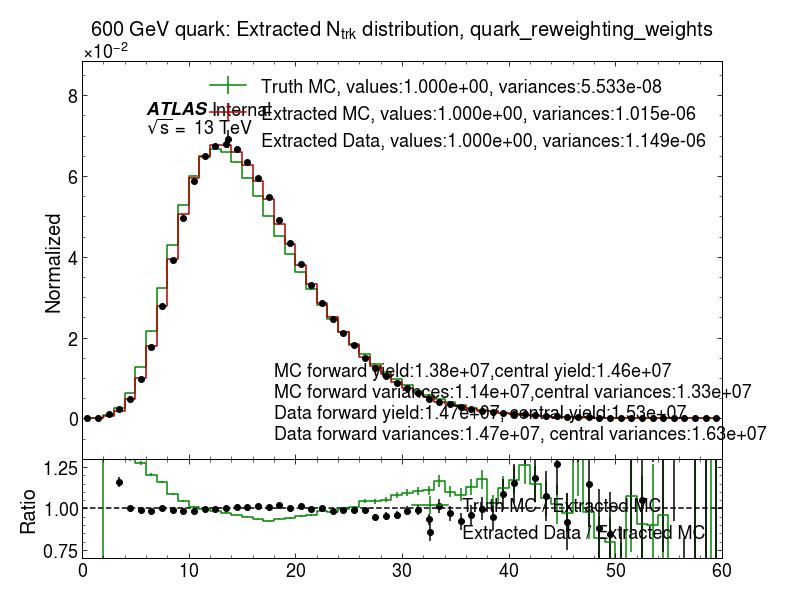 600 GeV quark: Extracted Ntrk distribution, quark_reweighting_weights
×10−2
Truth MC, values:1.000e+00, variances:5.533e-08
ATLAS Internal
Extracted MC, values:1.000e+00, variances:1.015e-06
√s = 13 TeV
Extracted Data, values:1.000e+00, variances:1.149e-06
8
6
4
2
0
Normalized
MC forward yield:1.38e+07,central yield:1.46e+07
MC forward variances:1.14e+07,central variances:1.33e+07
Data forward yield:1.47e+07, central yield:1.53e+07
Data forward variances:1.47e+07, central variances:1.63e+07
1.25
1.00
0.75
Ratio
Truth MC / Extracted MC
Extracted Data / Extracted MC
0 10 20 30 40 50 60